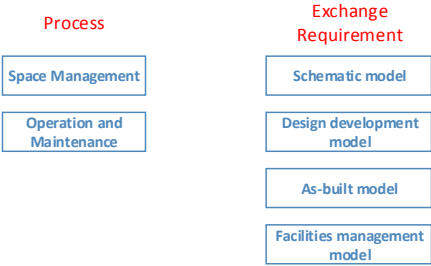 Process
Space Management
Operation and
Maintenance
Exchange
Requirement
Schematic model
Design development
model
As-built model
Facilities management
model